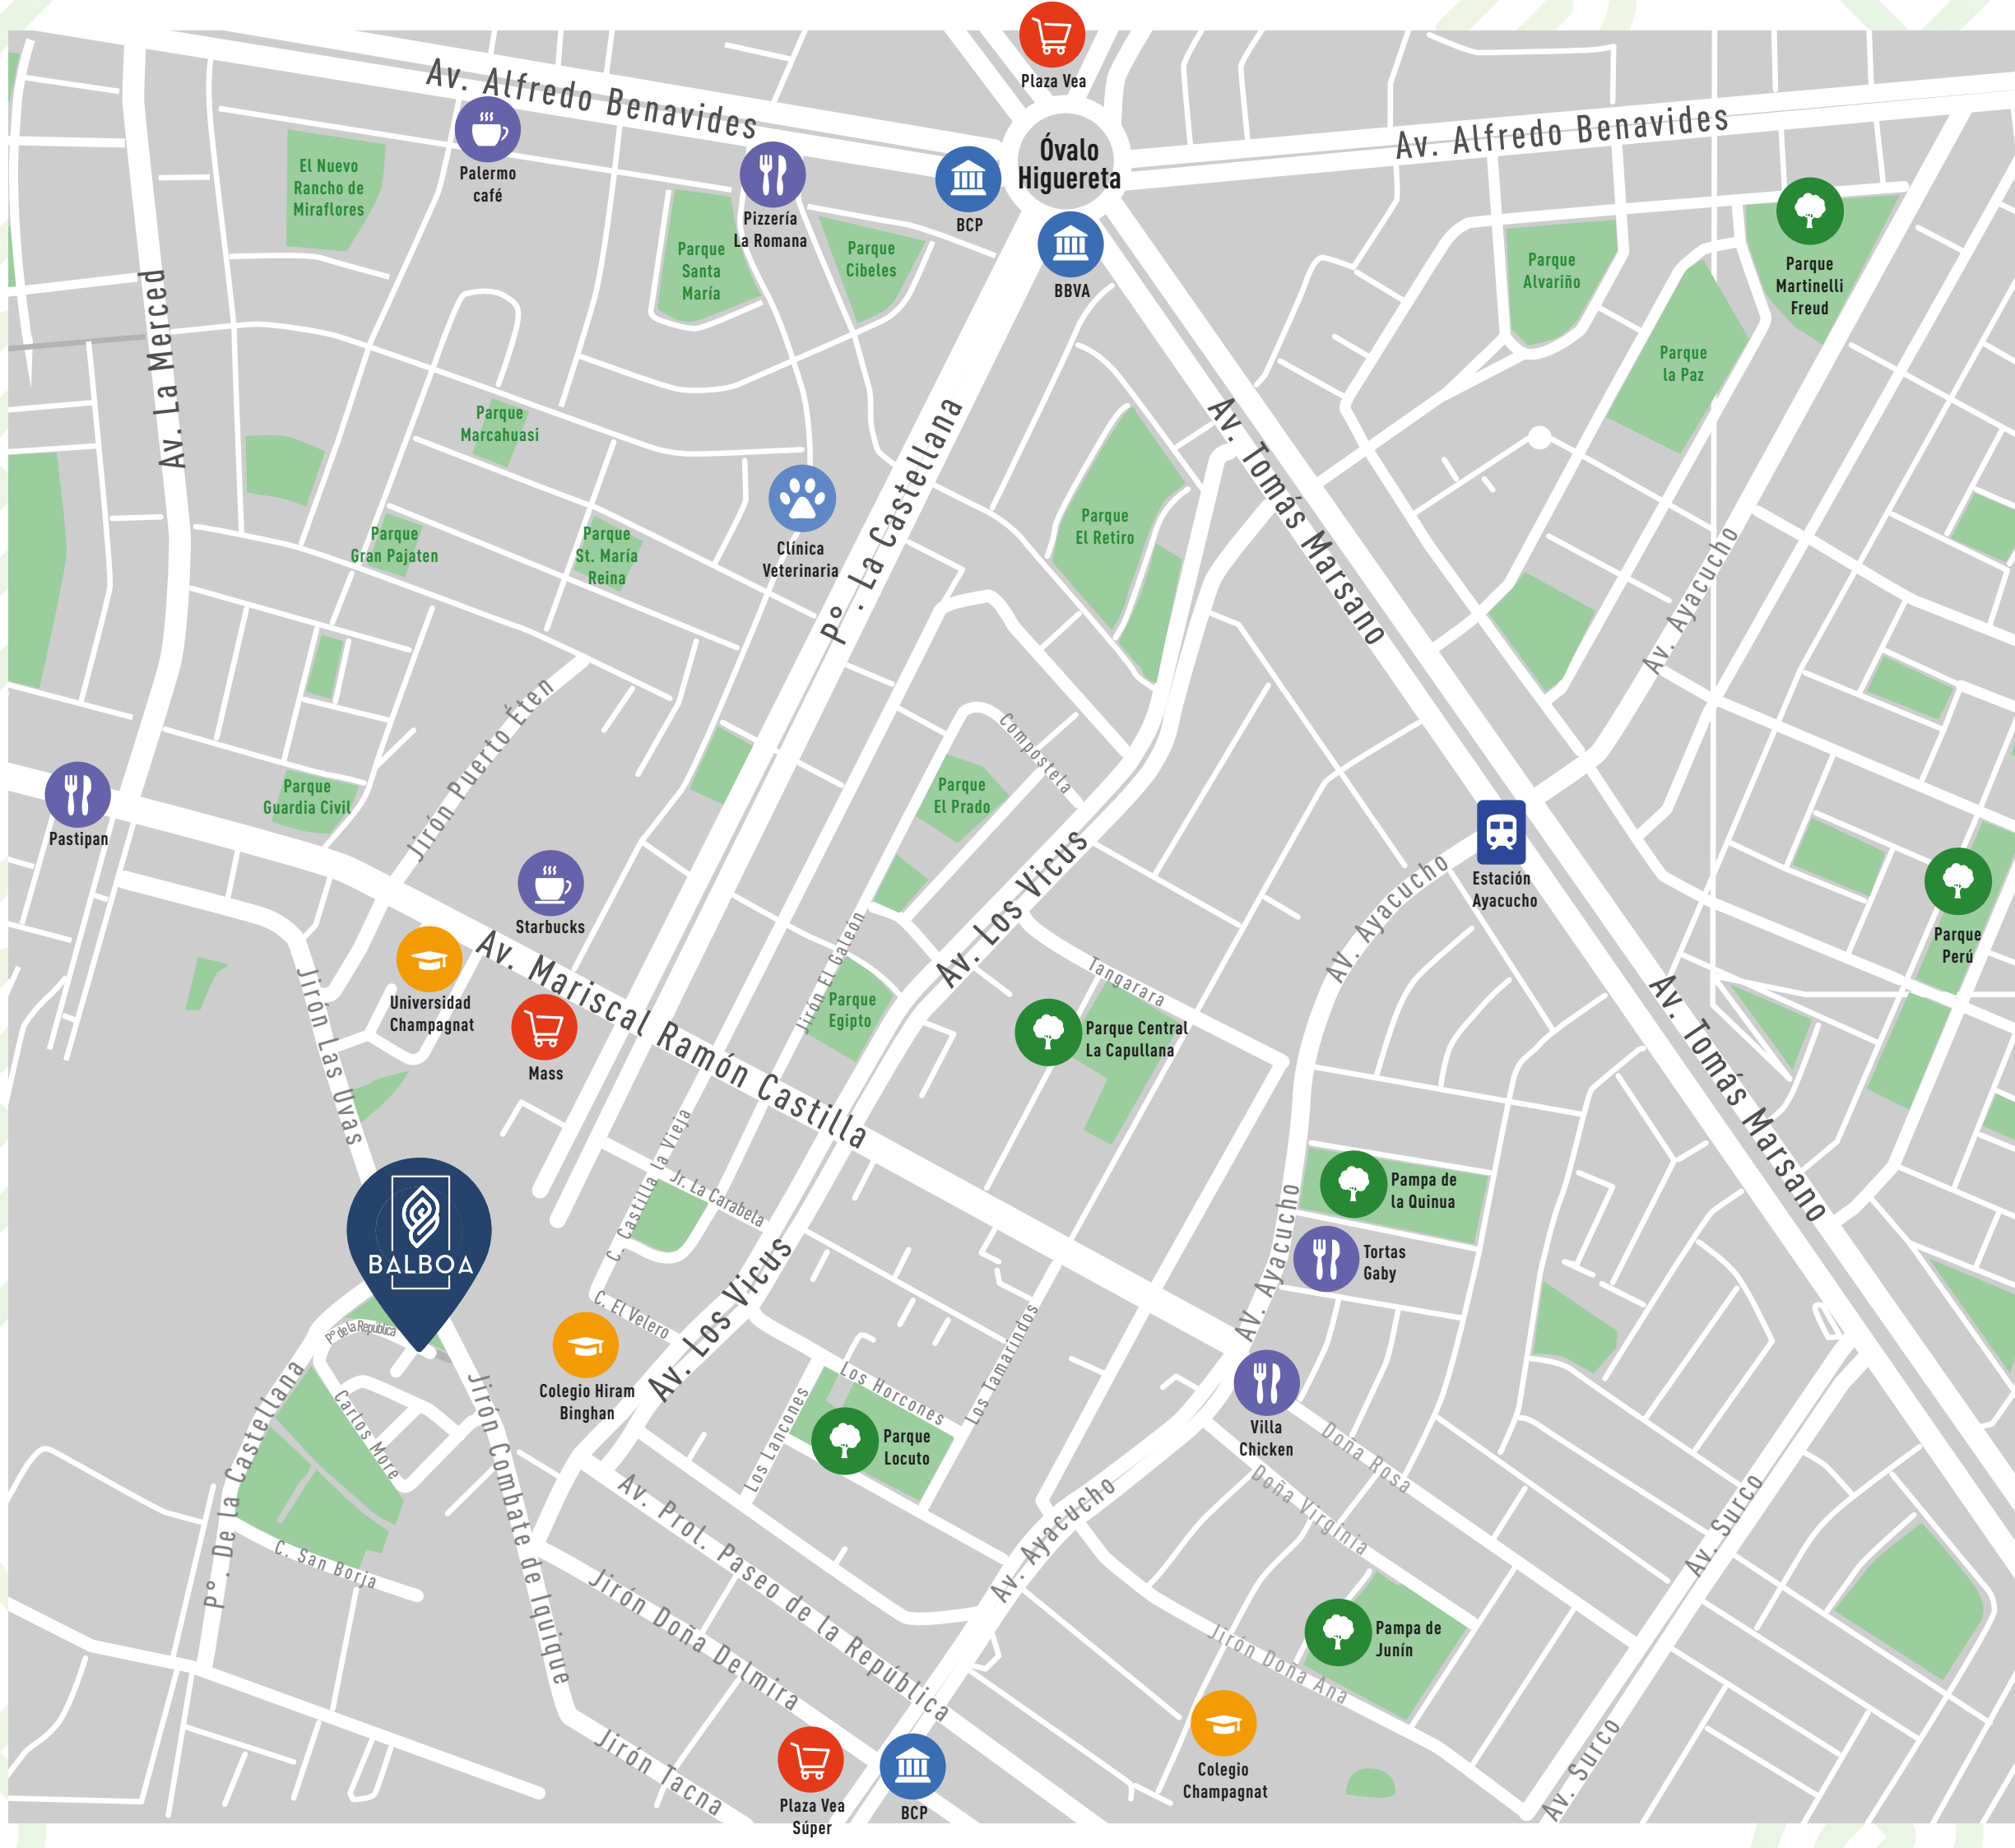 Plaza Vea
Av. Alfredo Benavides
Óvalo
Higuereta
Av. Alfredo Benavides
Palermo
café
El Nuevo
Rancho de
Miraflores
Pizzería
La Romana
BCP
BBVA
Parque
Santa
María
Parque
Cibeles
Parque
Alvariño
Parque
Martinelli
Freud
Parque
la Paz
Av. La Merced
Parque
Marcahuasi
Pº. La Castellana
Av. Tomás Marsano
Parque
Gran Pajaten
Parque
St. María
Reina
Clínica
Veterinaria
Parque
El Retiro
Av. Ayacucho
Jirón Puerto Éten
Compostela
Parque
Guardia Civil
Parque
El Prado
Pastipan
Estación
Ayacucho
Av. Los Vicus
AV. Ayacucho
Starbucks
Parque
Perú
Universidad
Champagnat
Av. Mariscal Ramón Castilla
Jirón El Galeón
Parque
Egipto
Tangarara
Parque Central
La Capullana
Mass
Jirón Las Uvas
Av. Tomás Marsano
C. Castilla la Vieja
Jr. La Carabela
Pampa de
la Quinua
BALBOA
AV. Ayacucho
Tortas
Gaby
Av. Los Vicus
C. El Velero
Pº de la República
Colegio Hiram
Binghan
Los Horcones
Los Tamarindos
Los Lancones
Parque
Locuto
Villa
Chicken
Pº. De la Castellana
Carlos More
Jirón Combate de Iquique
Doña Rosa
Doña Virginia
C. San Borja
Av. Prol. Paseo de la República
Av. Ayacucho
Av. Surco
Jirón Doña Delmira
Jirón Doña Ana
Pampa de
Junín
Jirón Tacna
Plaza Vea
Súper
BCP
Colegio
Champagnat
Av. Surco